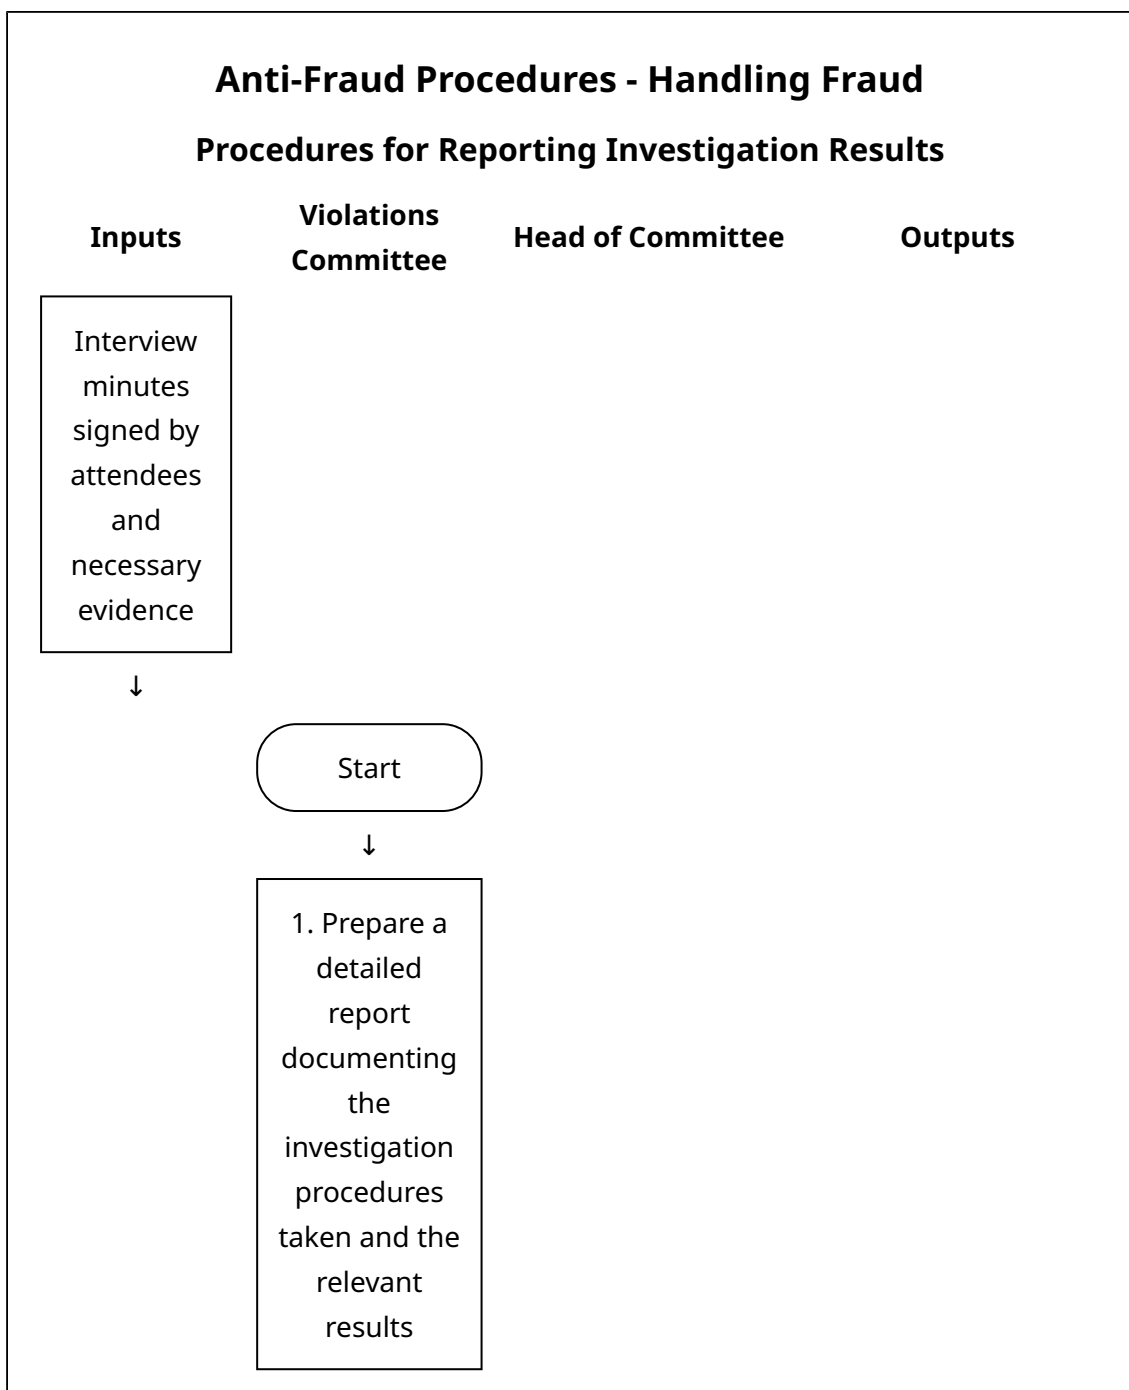 Anti-Fraud Procedures - Handling Fraud
Procedures for Reporting Investigation Results
Inputs
Violations
Committee
Head of Committee
Outputs
Interview
minutes
signed by
attendees
and
necessary
evidence
↓
Start
↓
1. Prepare a
detailed
report
documenting
the
investigation
procedures
taken and the
relevant
results